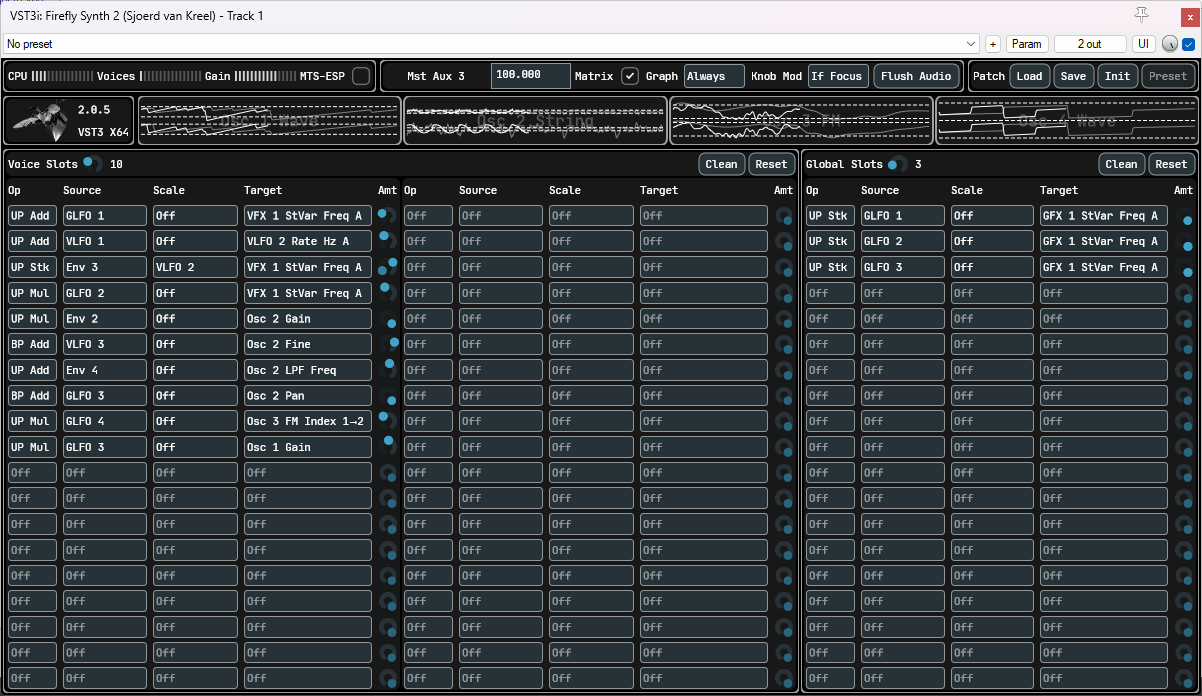 VST3i: Firefly Synth 2 (Sjoerd van Kreel) - Track 1
No preset + Param 2 out UI
CPU Voices Gain MTS-ESP Mst Aux 3 100.000 Matrix Graph Always Knob Mod If Focus Flush Audio Patch Load Save Init Preset
2.0.5
VST3 X64
Osc 1 Wave Osc 2 String Osc 3 FM Osc 4 Wave
Voice Slots 10 Clean Reset Global Slots 3 Clean Reset
Op Source Scale Target Amt Op Source Scale Target Amt Op Source Scale Target Amt
UP Add GLFO 1 Off VFX 1 StVar Freq A Off Off Off Off UP Stk GLFO 1 Off GFX 1 StVar Freq A
UP Add VLFO 1 Off VLFO 2 Rate Hz A Off Off Off Off UP Stk GLFO 2 Off GFX 1 StVar Freq A
UP Stk Env 3 VLFO 2 VFX 1 StVar Freq A Off Off Off Off UP Stk GLFO 3 Off GFX 1 StVar Freq A
UP Mul GLFO 2 Off VFX 1 StVar Freq A Off Off Off Off Off Off Off Off
UP Mul Env 2 Off Osc 2 Gain Off Off Off Off Off Off Off Off
BP Add VLFO 3 Off Osc 2 Fine Off Off Off Off Off Off Off Off
UP Add Env 4 Off Osc 2 LPF Freq Off Off Off Off Off Off Off Off
BP Add GLFO 3 Off Osc 2 Pan Off Off Off Off Off Off Off Off
UP Mul GLFO 4 Off Osc 3 FM Index 1→2 Off Off Off Off Off Off Off Off
UP Mul GLFO 3 Off Osc 1 Gain Off Off Off Off Off Off Off Off
Off Off Off Off Off Off Off Off Off Off Off Off
Off Off Off Off Off Off Off Off Off Off Off Off
Off Off Off Off Off Off Off Off Off Off Off Off
Off Off Off Off Off Off Off Off Off Off Off Off
Off Off Off Off Off Off Off Off Off Off Off Off
Off Off Off Off Off Off Off Off Off Off Off Off
Off Off Off Off Off Off Off Off Off Off Off Off
Off Off Off Off Off Off Off Off Off Off Off Off
Off Off Off Off Off Off Off Off Off Off Off Off